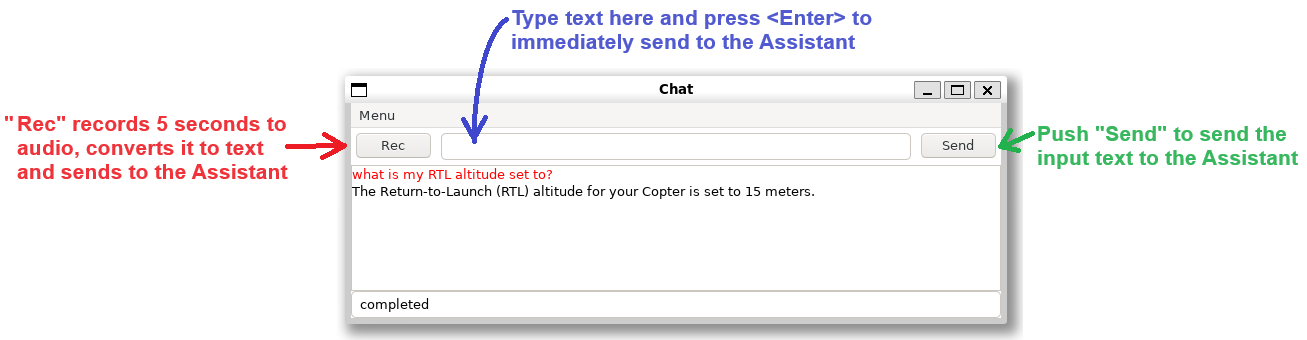 Type text here and press <Enter> to
immediately send to the Assistant
"Rec" records 5 seconds to
audio, converts it to text
and sends to the Assistant
Chat
Menu
Rec
Send
Push "Send" to send the
input text to the Assistant
what is my RTL altitude set to?
The Return-to-Launch (RTL) altitude for your Copter is set to 15 meters.
completed